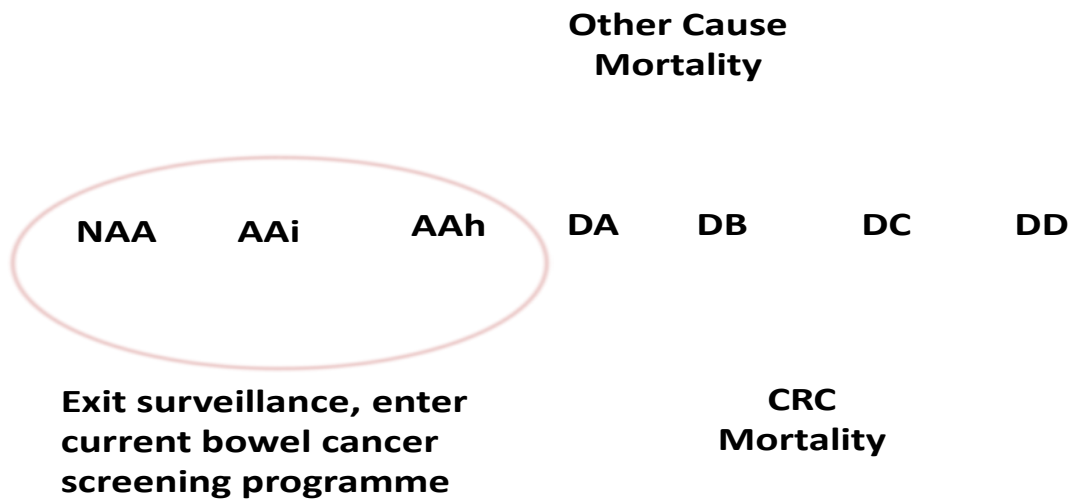 Other Cause
Mortality
NAA AAi AAh DA DB DC DD
Exit surveillance, enter
current bowel cancer
screening programme
CRC
Mortality